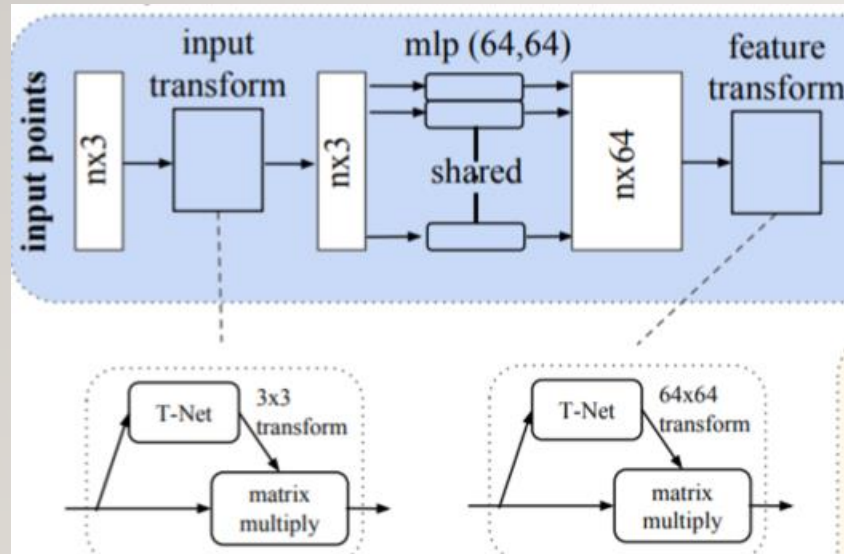 input points
nx3
input
transform
nx3
mlp (64,64)
shared
nx64
feature
transform
T-Net
3x3
transform
matrix
multiply
T-Net
64x64
transform
matrix
multiply